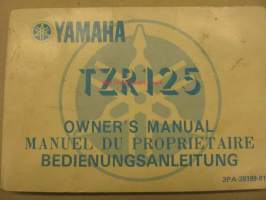 YAMAHA
TZR125
OWNER'S MANUAL
MANUEL DU PROPRIETAIRE
BEDIENUNGSANLEITUNG